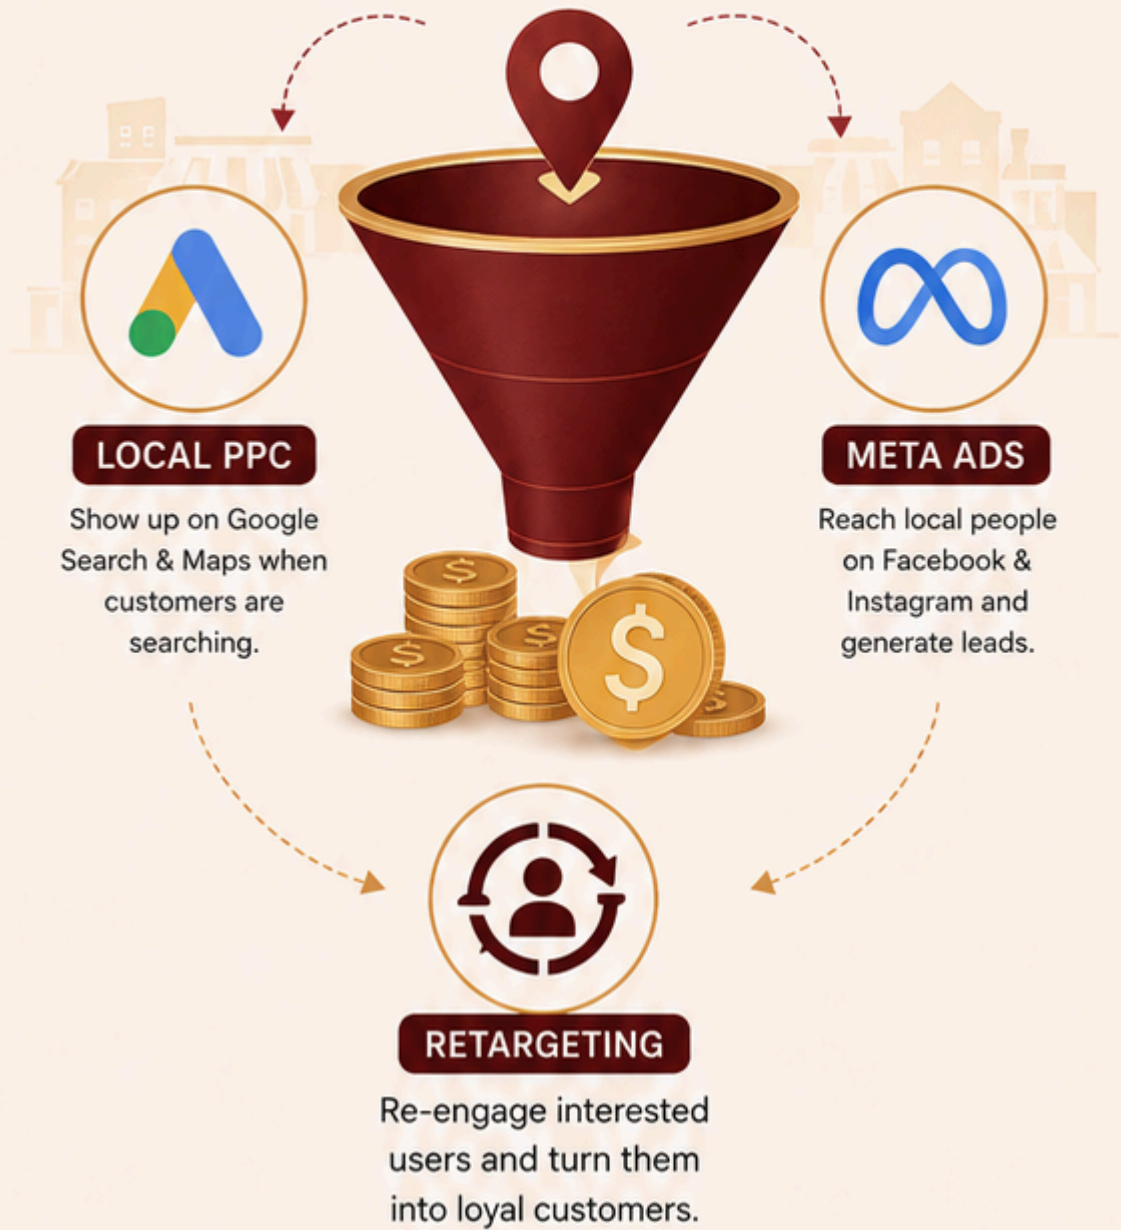 LOCAL PPC
Show up on Google
Search & Maps when
customers are
searching.
META ADS
Reach local people
on Facebook &
Instagram and
generate leads.
$
$
$
$
$
RETARGETING
Re-engage interested
users and turn them
into loyal customers.